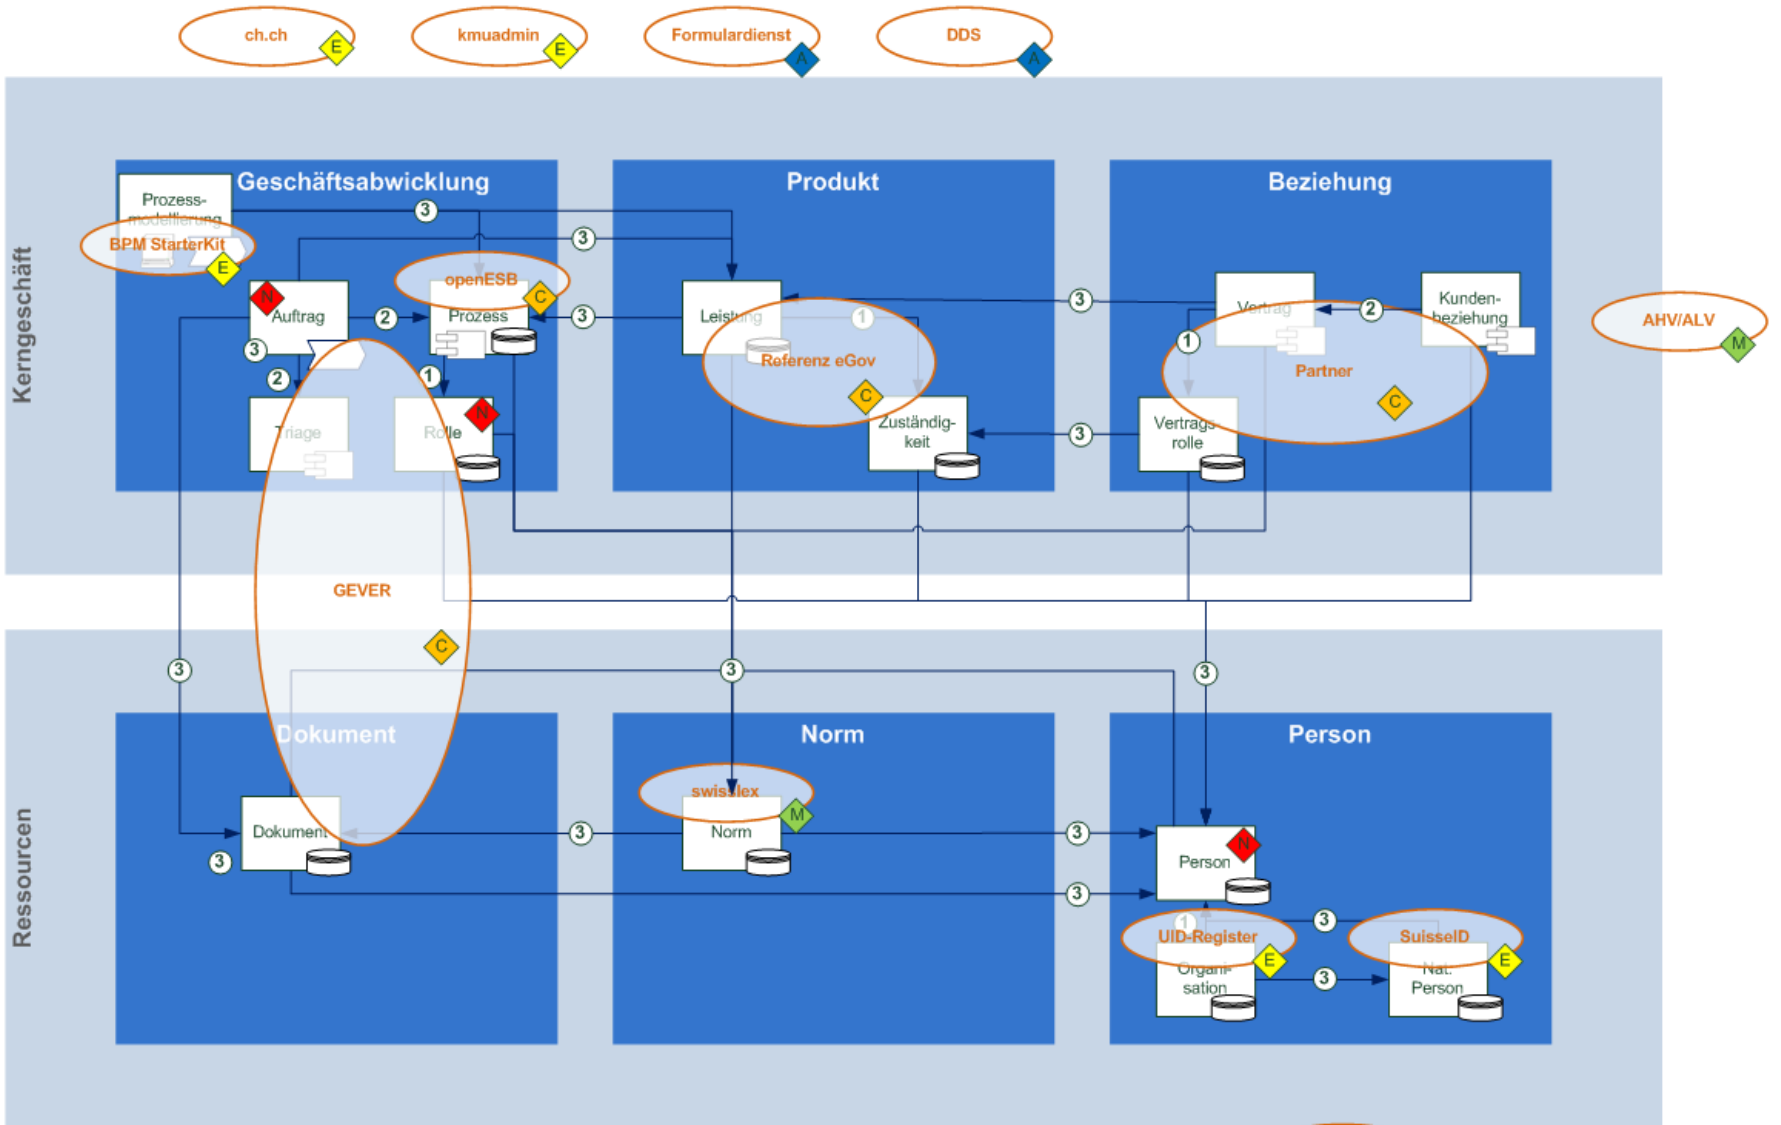 ch.ch
E
kmuadmin
E
Formulardienst
A
DDS
A
Kerngeschäft
Geschäftsabwicklung
Produkt
Beziehung
Prozess-
modellierung
BPM StarterKit
E
3
3
openESB
C
N
Auftrag
2
Prozess
3
Leistung
1
3
Vertrag
2
Kunden-
beziehung
AHV/ALV
M
3
2
1
Referenz eGov
C
1
Partner
C
Triage
Rolle
N
Zuständig-
keit
3
Vertrags-
rolle
GEVER
C
3
3
3
Ressourcen
Dokument
Norm
Person
swisslex
M
Dokument
3
3
Norm
3
Person
N
3
1
UID-Register
E
3
SuisseID
E
Organi-
sation
3
Nat.
Person